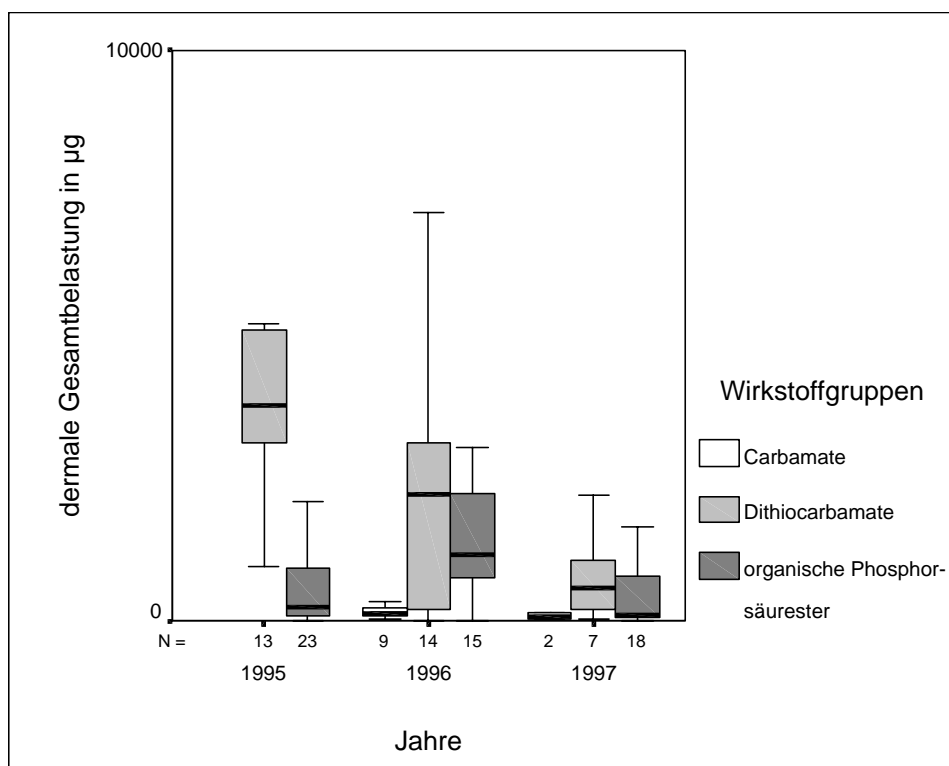 10000
dermale Gesamtbelastung in µg
0
N =
13 23 9 14 15 2 7 18
1995 1996 1997
Jahre
Wirkstoffgruppen
Carbamate
Dithiocarbamate
organische Phosphor-
säurester